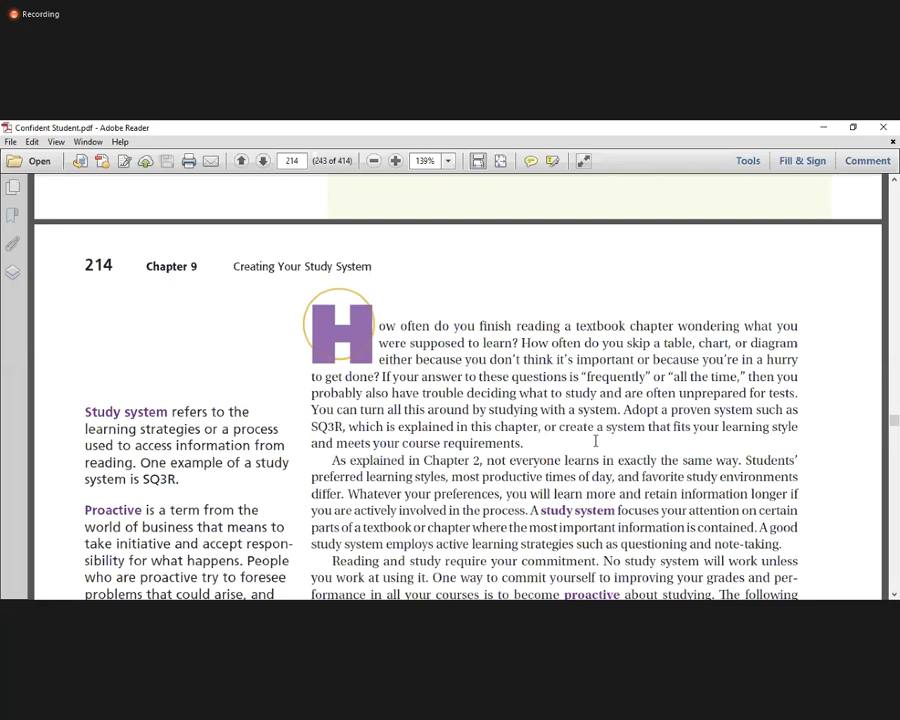 Recording
Confident Student.pdf - Adobe Reader
File Edit View Window Help
Open 214 (243 of 414) 139% Tools Fill & Sign Comment
214 Chapter 9 Creating Your Study System
How often do you finish reading a textbook chapter wondering what you
were supposed to learn? How often do you skip a table, chart, or diagram
either because you don't think it's important or because you're in a hurry
to get done? If your answer to these questions is “frequently” or “all the time,” then you
probably also have trouble deciding what to study and are often unprepared for tests.
You can turn all this around by studying with a system. Adopt a proven system such as
SQ3R, which is explained in this chapter, or create a system that fits your learning style
and meets your course requirements.
As explained in Chapter 2, not everyone learns in exactly the same way. Students’
preferred learning styles, most productive times of day, and favorite study environments
differ. Whatever your preferences, you will learn more and retain information longer if
you are actively involved in the process. A study system focuses your attention on certain
parts of a textbook or chapter where the most important information is contained. A good
study system employs active learning strategies such as questioning and note-taking.
Reading and study require your commitment. No study system will work unless
you work at using it. One way to commit yourself to improving your grades and per-
formance in all your courses is to become proactive about studying. The following
Study system refers to the
learning strategies or a process
used to access information from
reading. One example of a study
system is SQ3R.
Proactive is a term from the
world of business that means to
take initiative and accept respon-
sibility for what happens. People
who are proactive try to foresee
problems that could arise, and